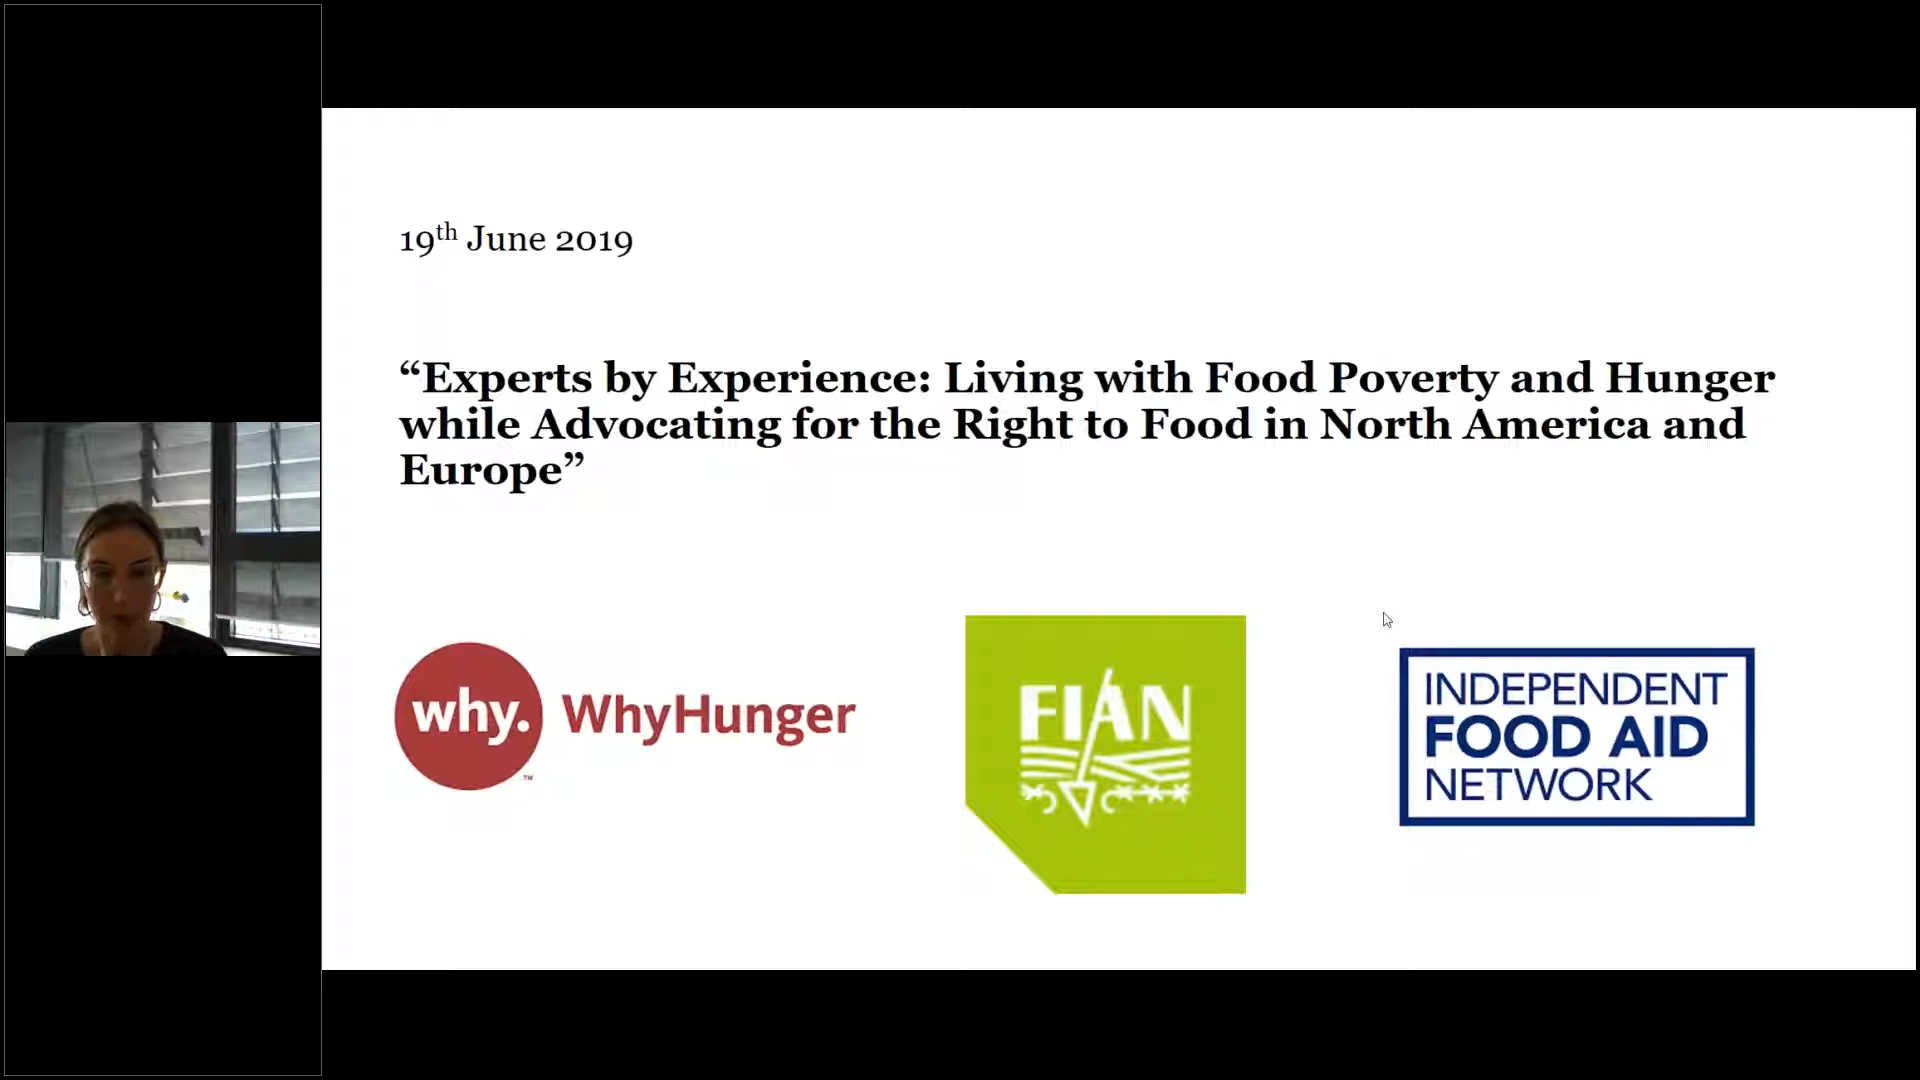 19th June 2019
“Experts by Experience: Living with Food Poverty and Hunger
while Advocating for the Right to Food in North America and
Europe”
why.
™
WhyHunger
FIAN
INDEPENDENT
FOOD AID
NETWORK